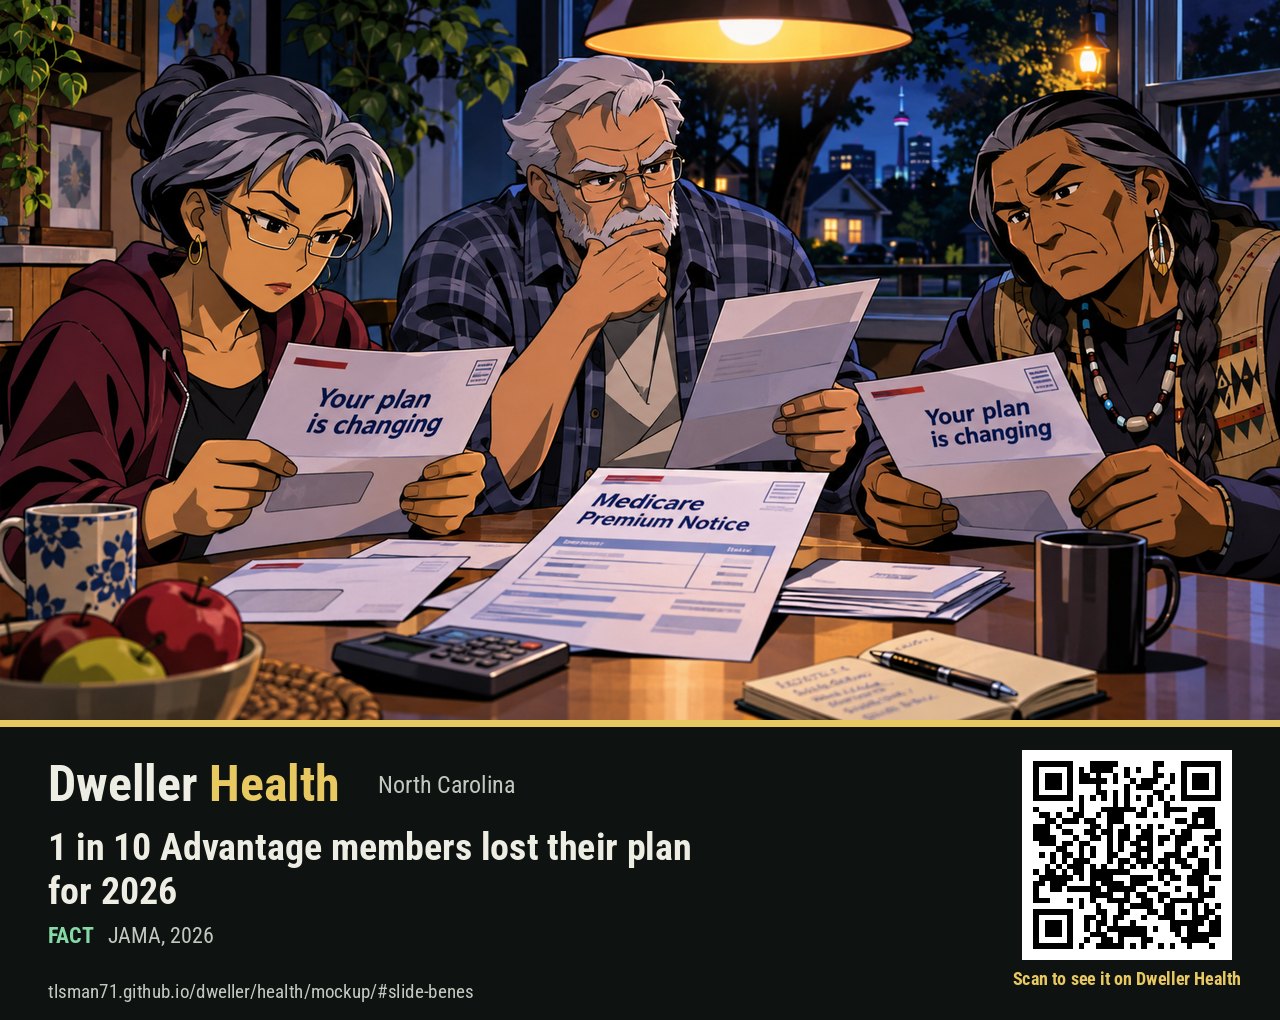 Your plan
is changing
Your plan
is changing
Medicare
Premium Notice
Dweller Health
North Carolina
1 in 10 Advantage members lost their plan
for 2026
FACT JAMA, 2026
tlsman71.github.io/dweller/health/mockup/#slide-benes
Scan to see it on Dweller Health